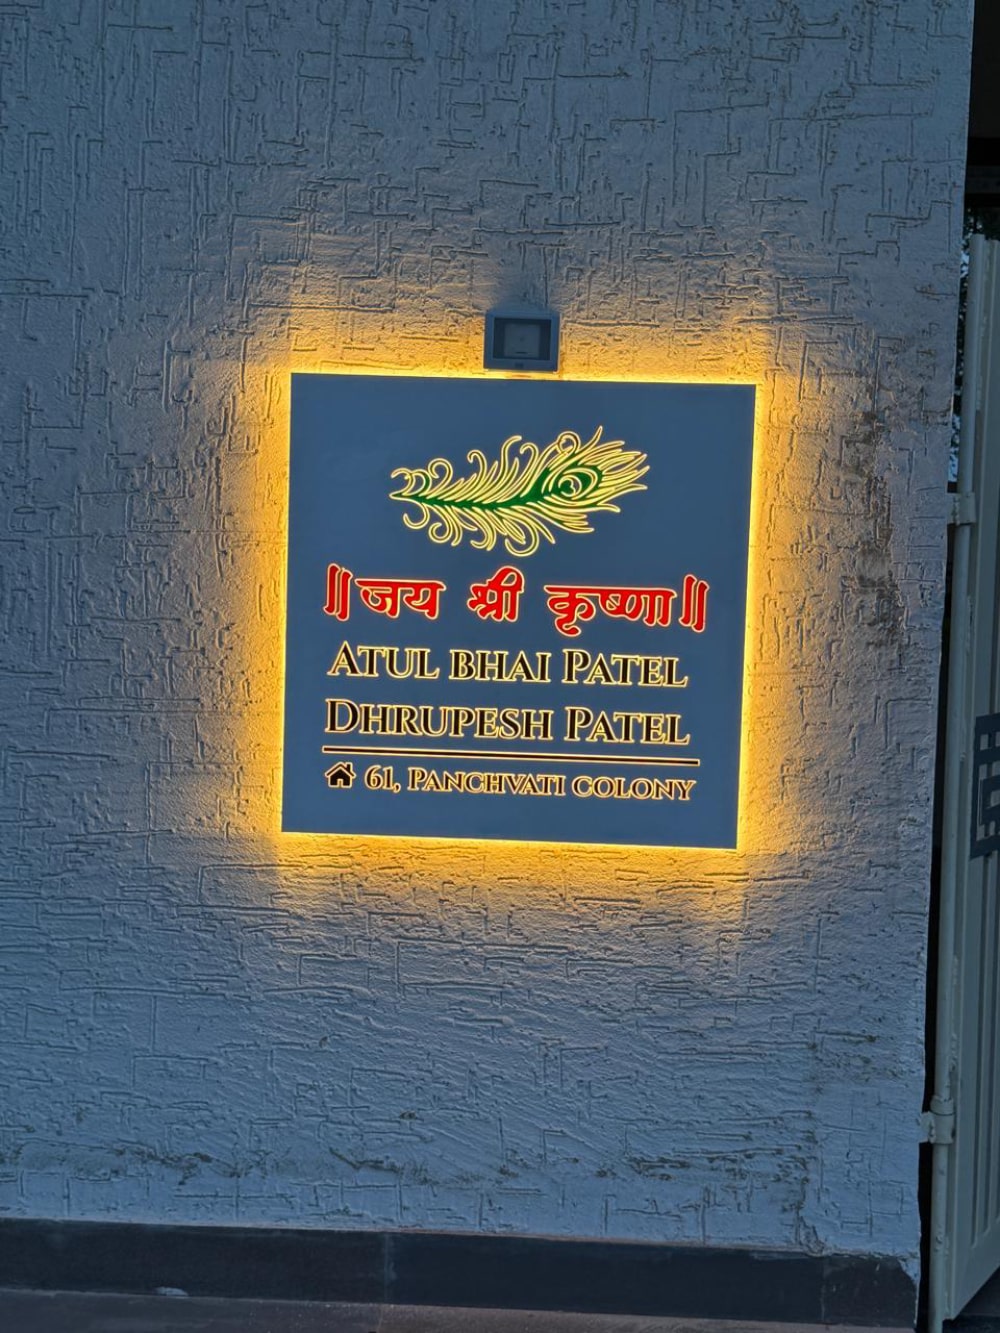 ॥जय श्री कृष्णा॥
ATUL BHAI PATEL
DHRUPESH PATEL
61, PANCHVATI COLONY